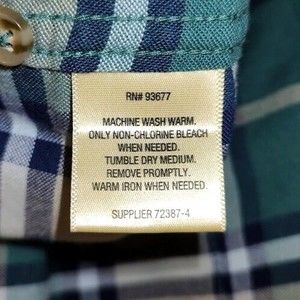 RN# 93677
MACHINE WASH WARM.
ONLY NON-CHLORINE BLEACH
WHEN NEEDED.
TUMBLE DRY MEDIUM.
REMOVE PROMPTLY.
WARM IRON WHEN NEEDED.
SUPPLIER 72387-4